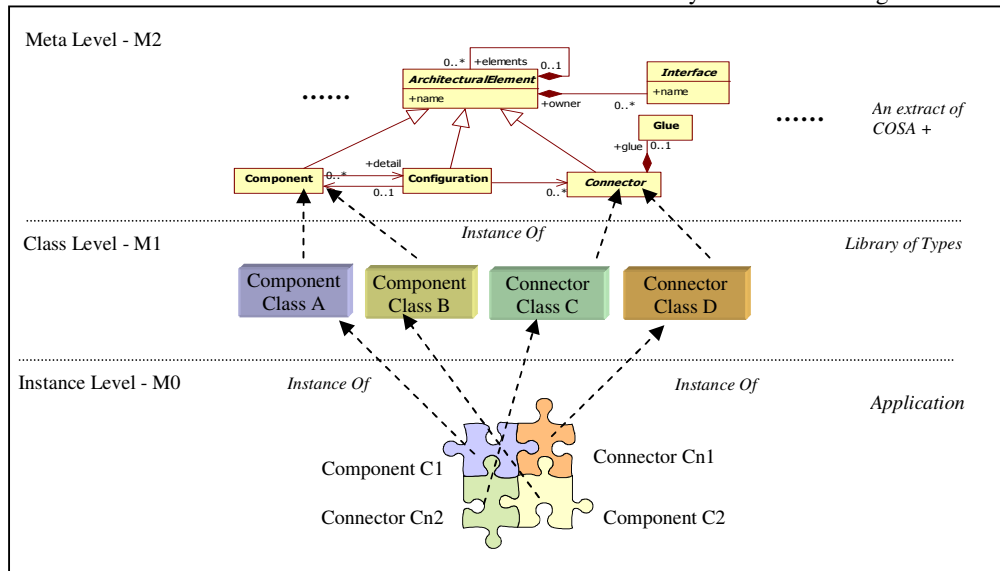 Meta Level - M2
0..* +elements 0..1
ArchitecturalElement
+name
+owner
0..*
Interface
+name
Glue
+glue 0..1
......
......
An extract of
COSA +
Component
0..*
+detail
0..1
Configuration
0..*
Connector
Instance Of
Class Level - M1
Library of Types
Component
Class A
Component
Class B
Connector
Class C
Connector
Class D
Instance Level - M0
Instance Of
Instance Of
Application
Component C1
Connector Cn1
Connector Cn2
Component C2